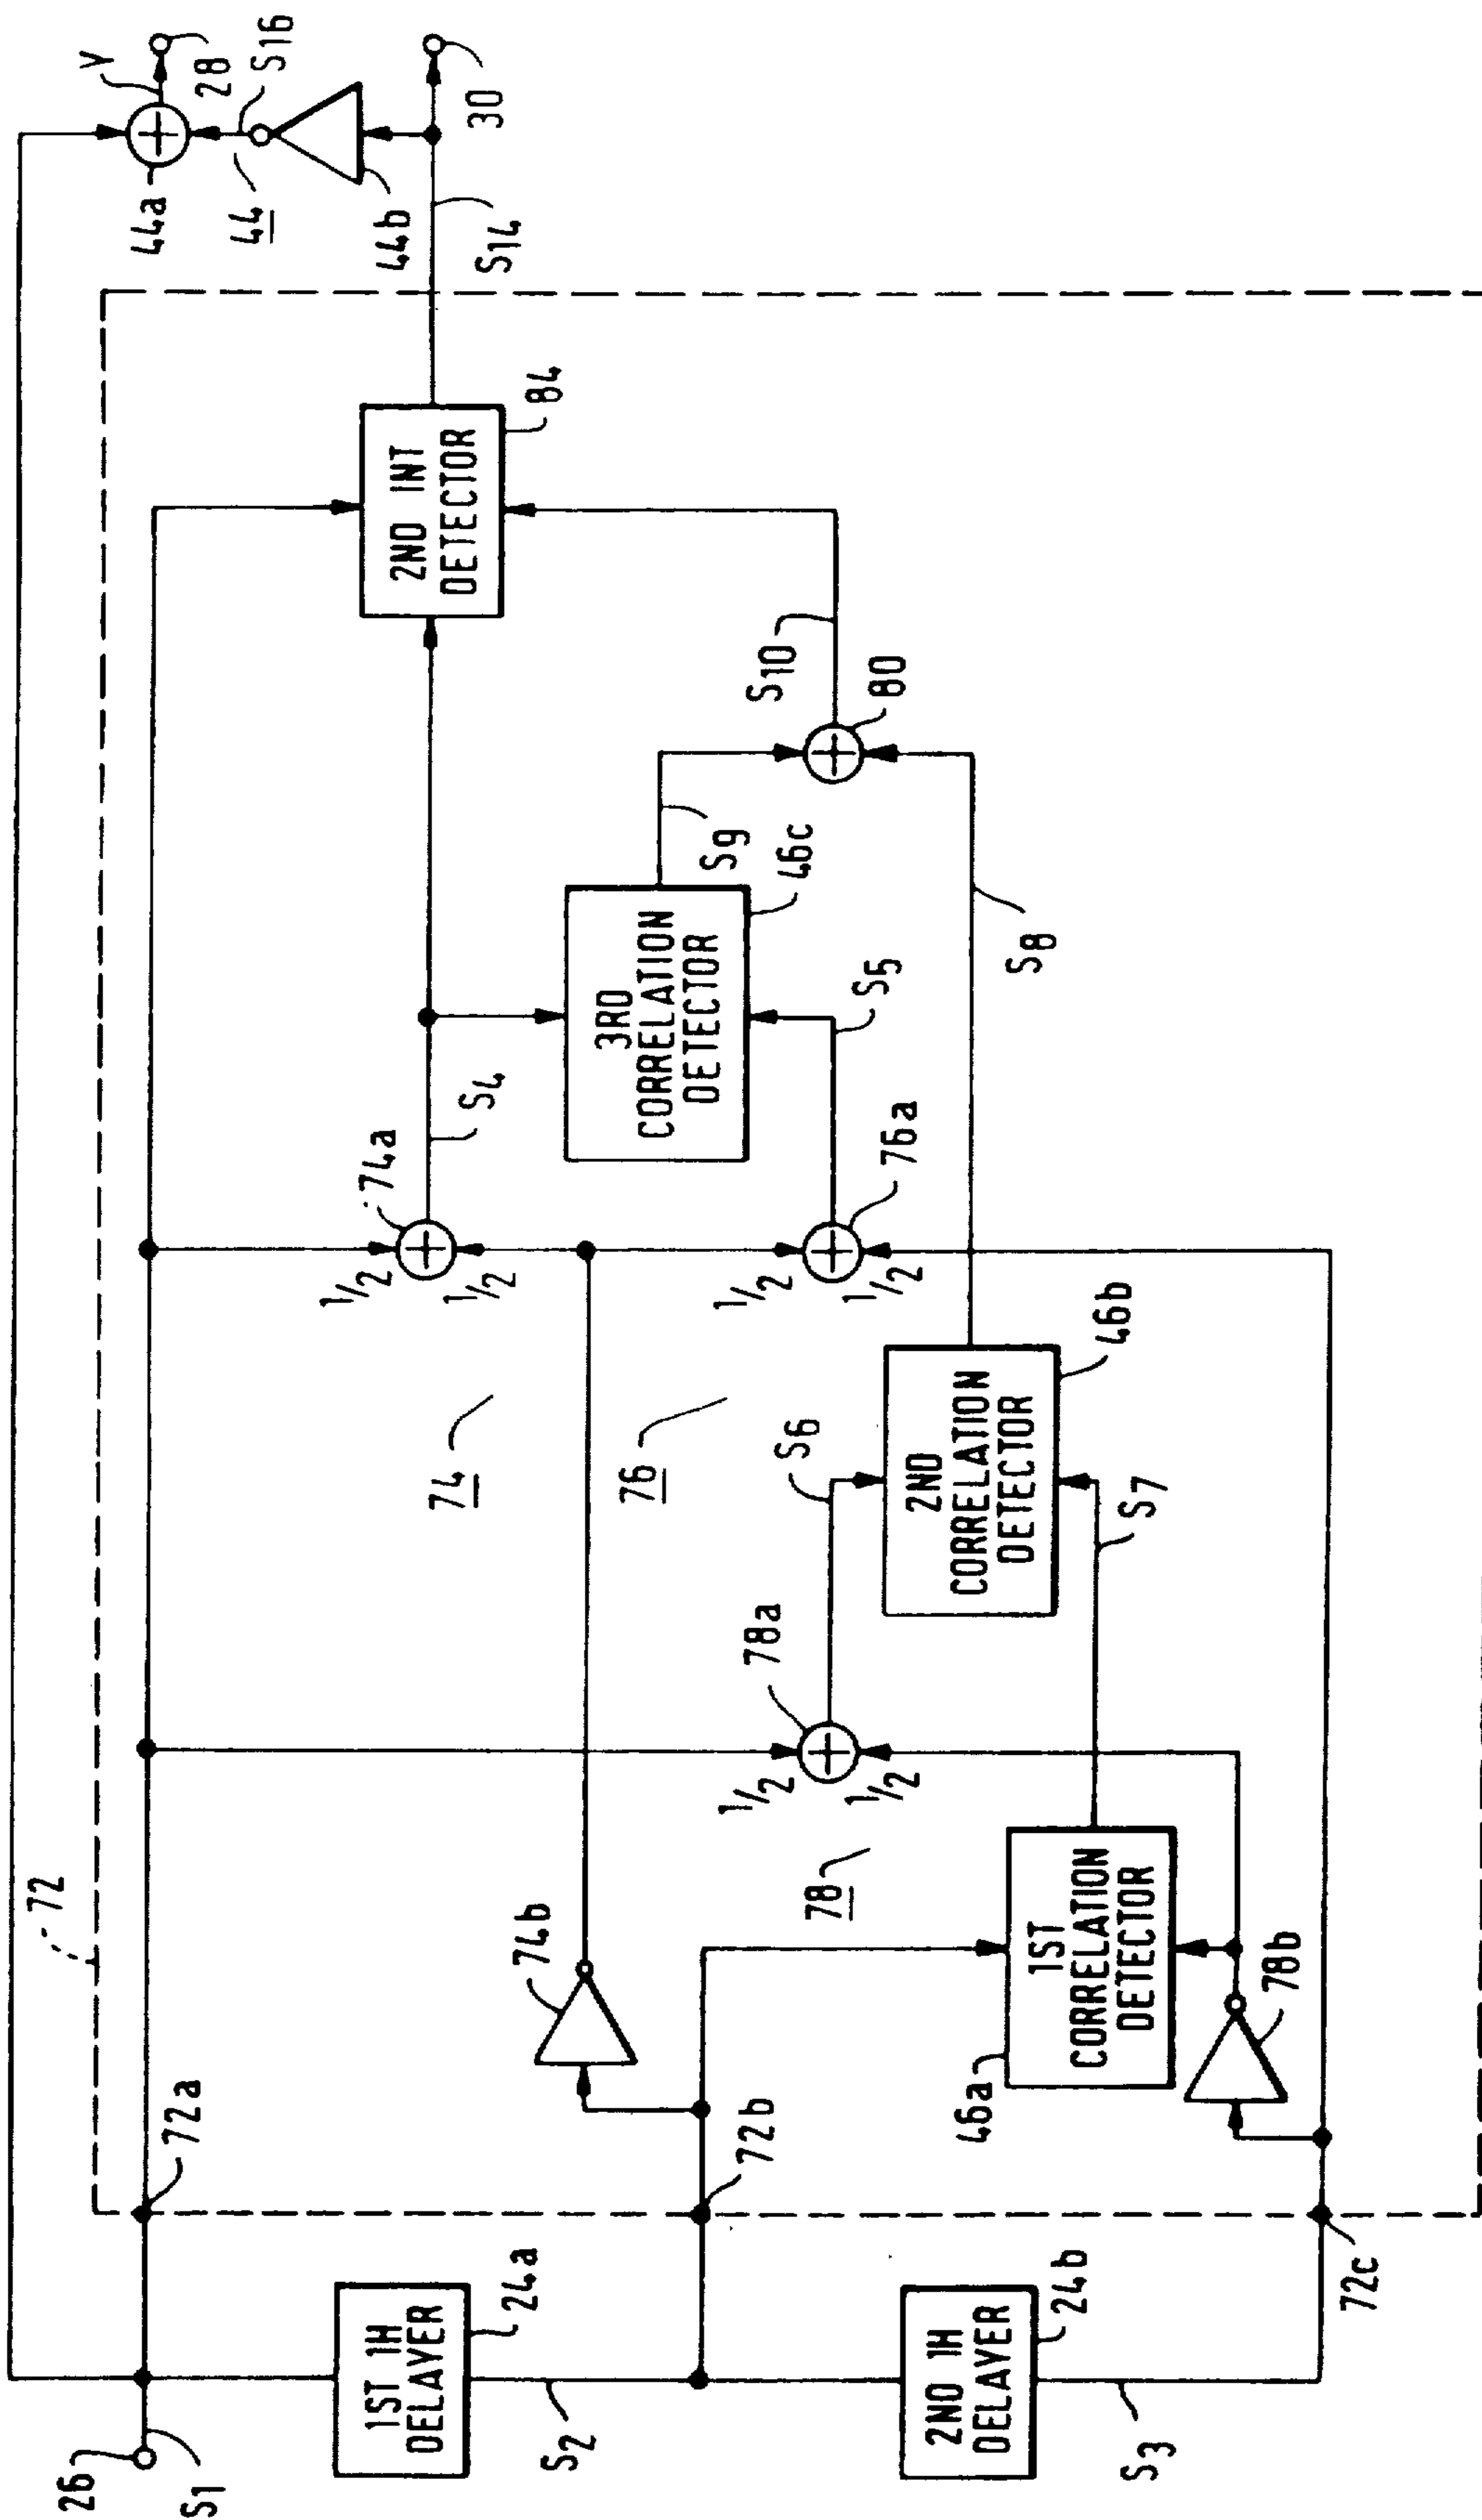 26
S1
1ST 1H
DELAYER
24a
S2
2ND 1H
DELAYER
24b
S3
72
72a
72b
72c
74b
46a
1ST
CORRELATION
DETECTOR
78b
78
78a
1/2
1/2
S6
S7
2ND
CORRELATION
DETECTOR
46b
74
76
1/2
1/2
74a
S4
1/2
1/2
76a
S5
3RD
CORRELATION
DETECTOR
46c
S9
S8
80
S10
2ND INT
DETECTOR
84
S14
44b
44
44a
S16
Y
28
30